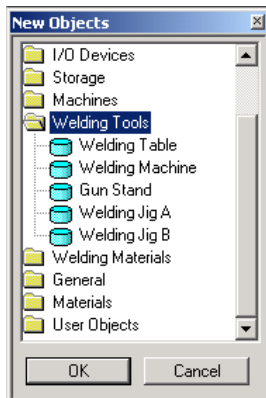 New Objects
I/O Devices
Storage
Machines
Welding Tools
Welding Table
Welding Machine
Gun Stand
Welding Jig A
Welding Jig B
Welding Materials
General
Materials
User Objects
OK Cancel